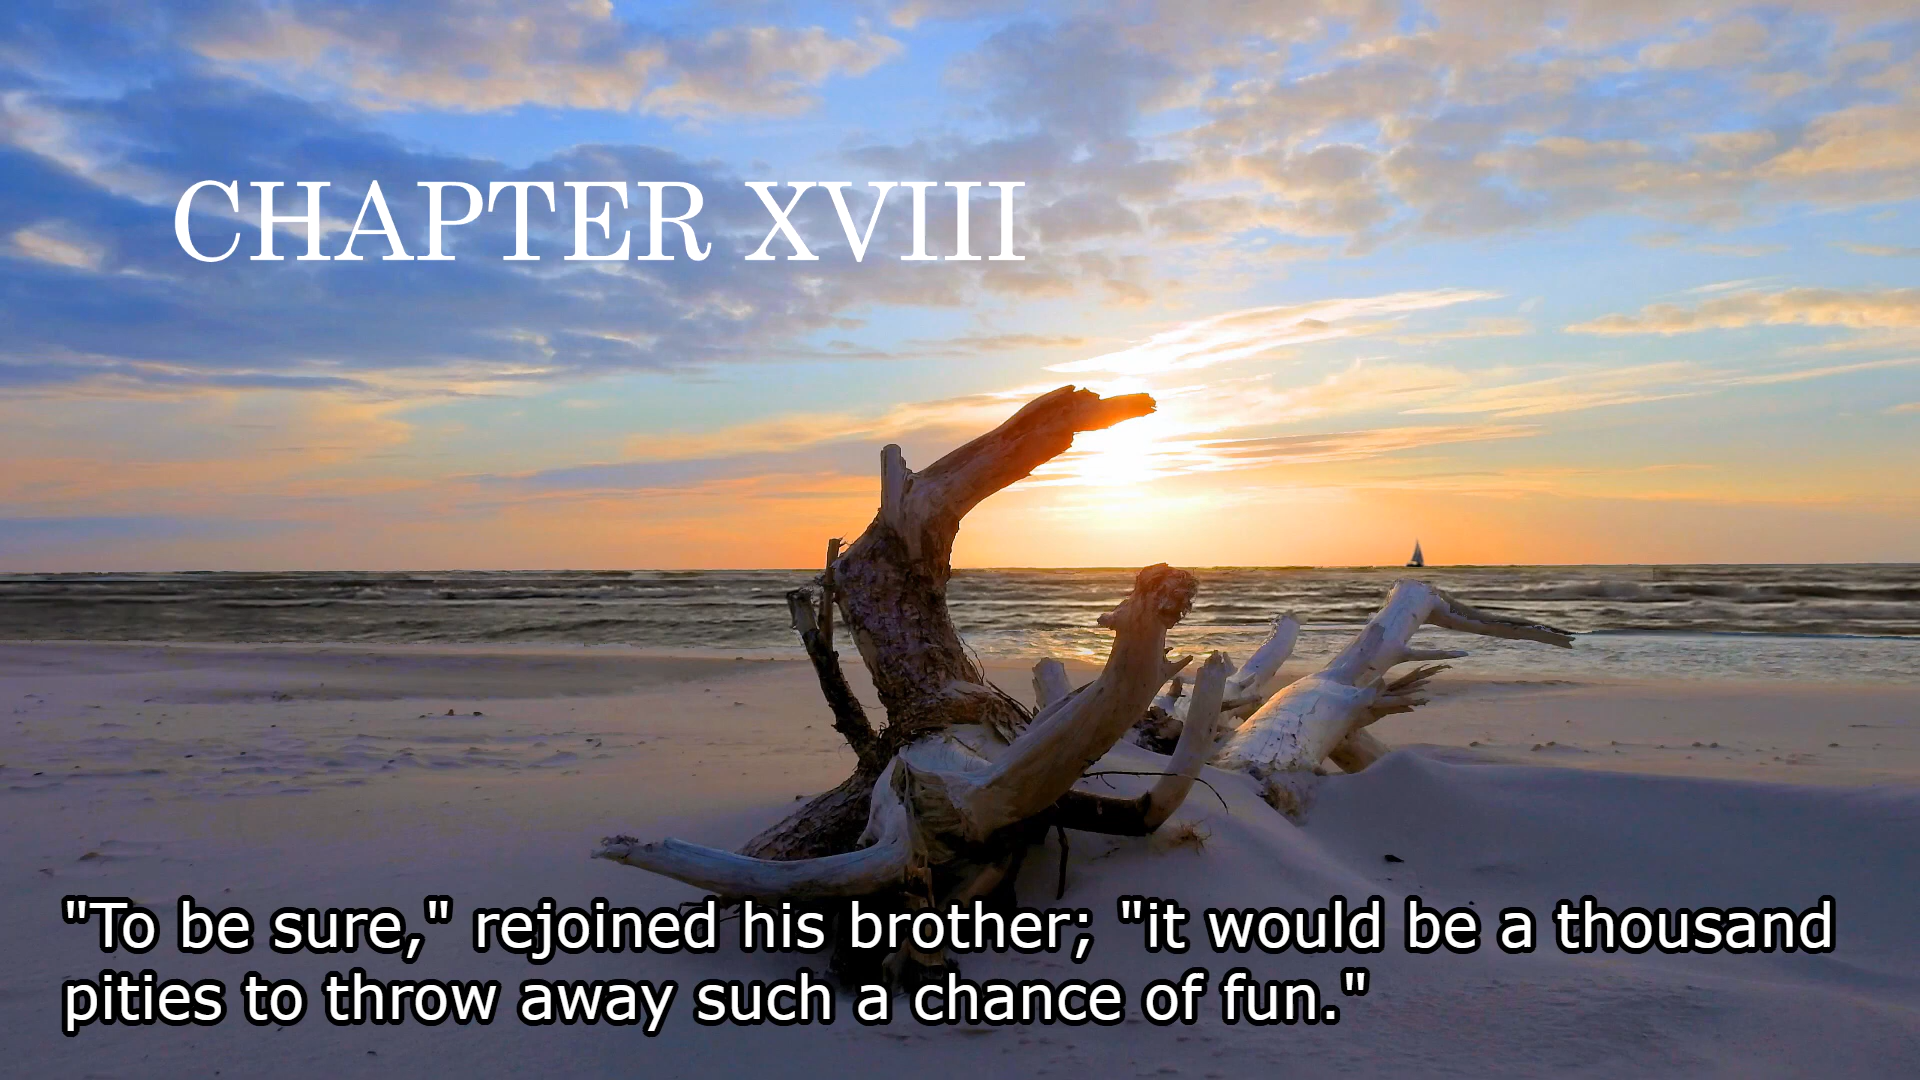 CHAPTER XVIII
"To be sure," rejoined his brother; "it would be a thousand
pities to throw away such a chance of fun."